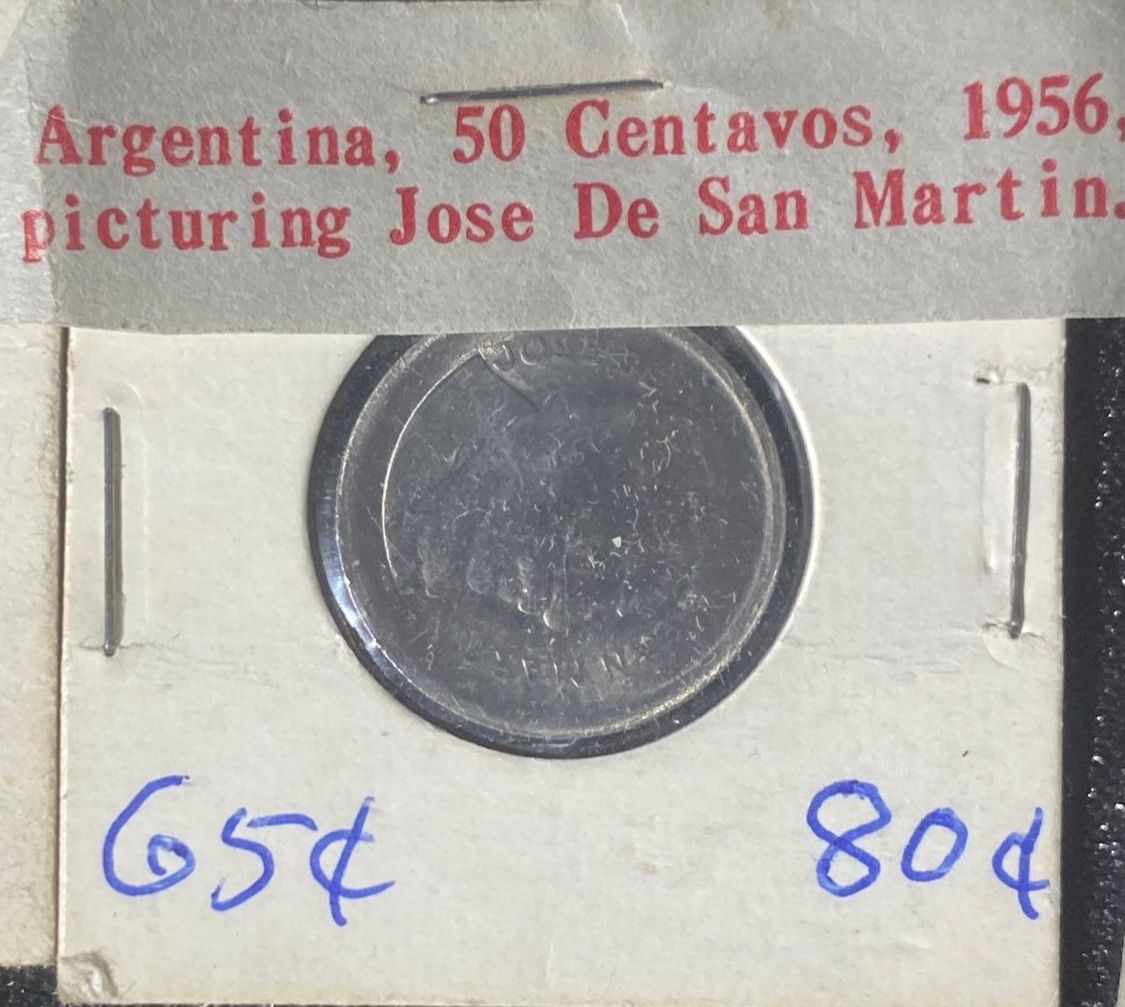 Argentina, 50 Centavos, 1956,
picturing Jose De San Martin.
65¢ 80¢